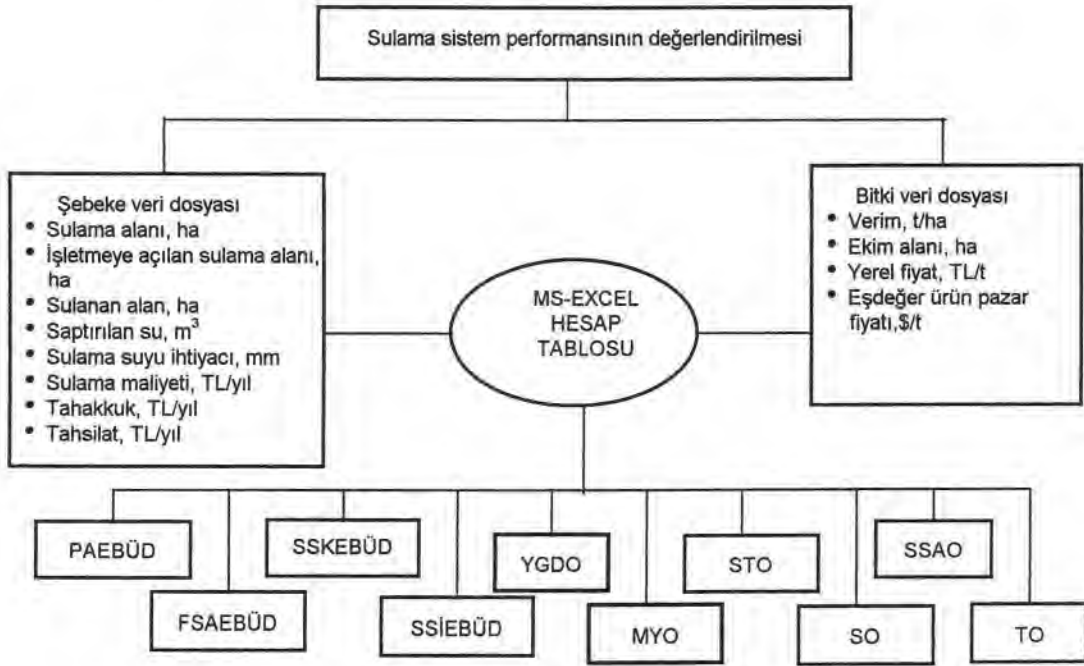 Sulama sistem performansının değerlendirilmesi
Şebeke veri dosyası
• Sulama alanı, ha
• İşletmeye açılan sulama alanı,
ha
• Sulanan alan, ha
• Saptırılan su, m³
• Sulama suyu ihtiyacı, mm
• Sulama maliyeti, TL/yıl
• Tahakkuk, TL/yıl
• Tahsilat, TL/yıl
MS-EXCEL
HESAP
TABLOSU
Bitki veri dosyası
• Verim, t/ha
• Ekim alanı, ha
• Yerel fiyat, TL/t
• Eşdeğer ürün pazar
fiyatı,$/t
PAEBÜD
SSKEBÜD
YGDO
STO
SSAO
FSAEBÜD
SSİEBÜD
MYO
SO
TO